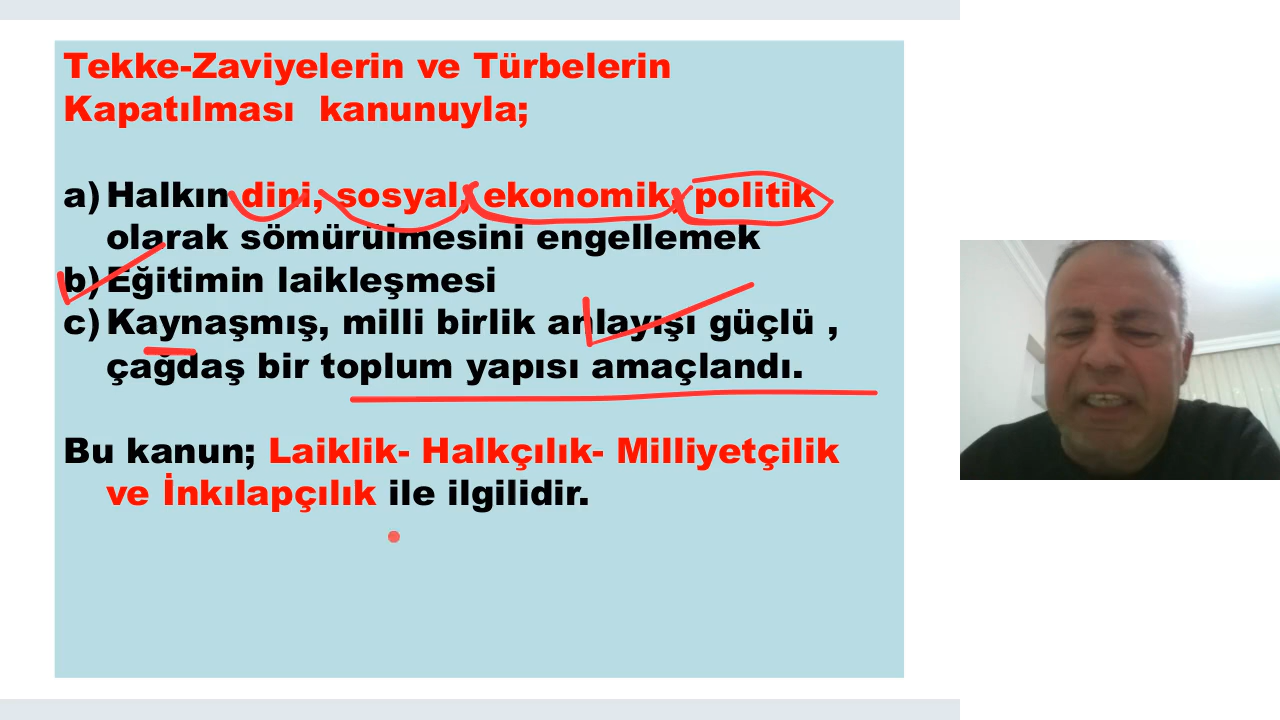 Tekke-Zaviyelerin ve Türbelerin
Kapatılması kanunuyla;
a) Halkın dini, sosyal, ekonomik, politik
olarak sömürülmesini engellemek
b) Eğitimin laikleşmesi
c) Kaynaşmış, milli birlik anlayışı güçlü ,
çağdaş bir toplum yapısı amaçlandı.
Bu kanun; Laiklik- Halkçılık- Milliyetçilik
ve İnkılapçılık ile ilgilidir.